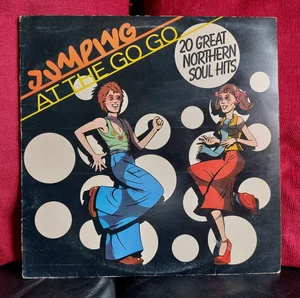 JUMPING
AT THE GO GO
20 GREAT
NORTHERN
SOUL HITS